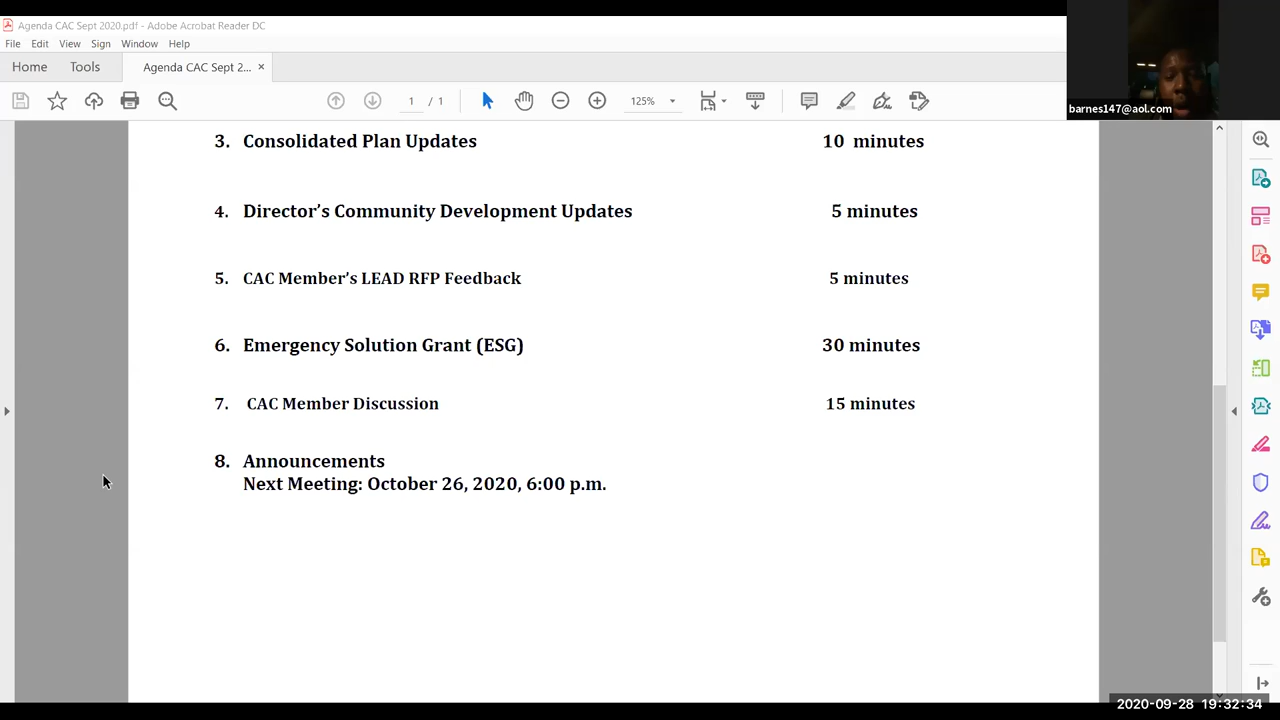 Agenda CAC Sept 2020.pdf - Adobe Acrobat Reader DC
File Edit View Sign Window Help
Home Tools Agenda CAC Sept 2... ×
1 / 1 125%
barnes147@aol.com
3. Consolidated Plan Updates 10 minutes
4. Director’s Community Development Updates 5 minutes
5. CAC Member’s LEAD RFP Feedback 5 minutes
6. Emergency Solution Grant (ESG) 30 minutes
7. CAC Member Discussion 15 minutes
8. Announcements
Next Meeting: October 26, 2020, 6:00 p.m.
2020-09-28 19:32:34